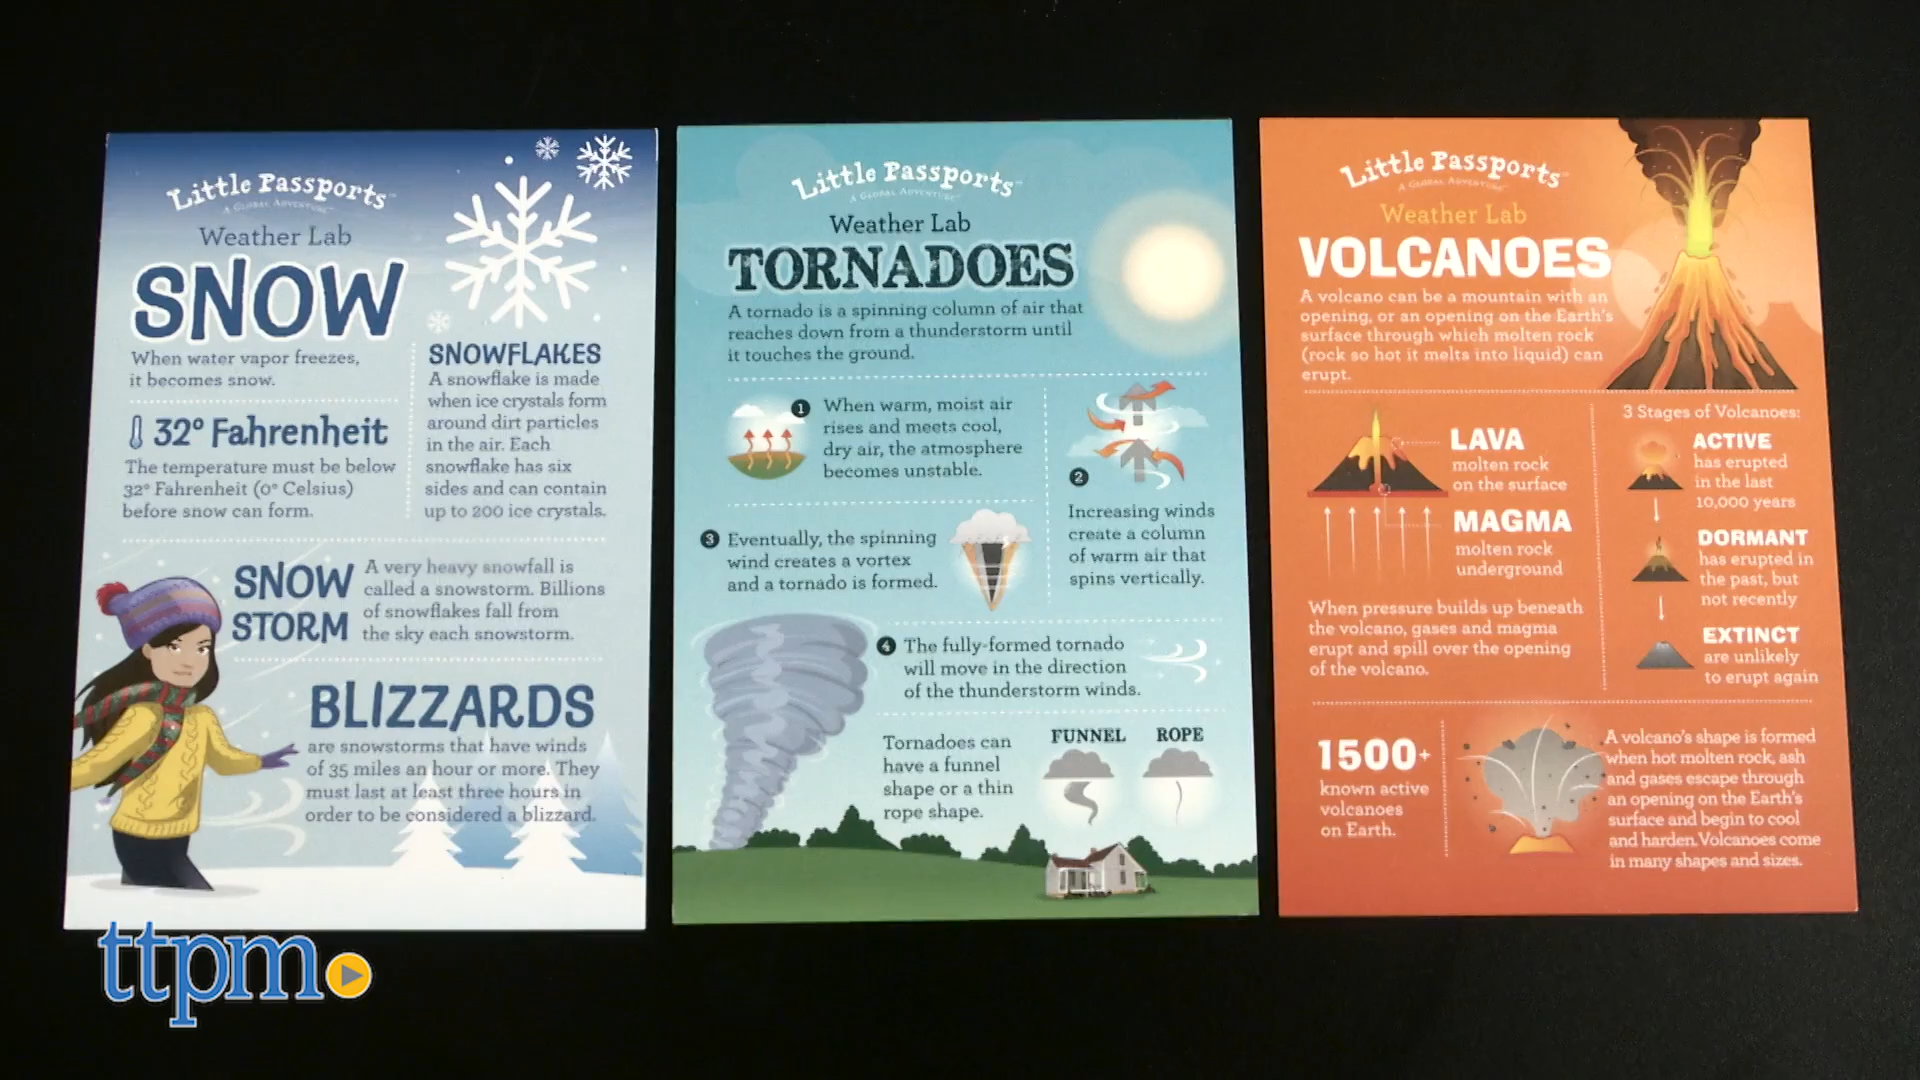 Little Passports™
A Global Adventure™
Weather Lab
SNOW
When water vapor freezes,
it becomes snow.
32° Fahrenheit
The temperature must be below
32° Fahrenheit (0° Celsius)
before snow can form.
SNOWFLAKES
A snowflake is made
when ice crystals form
around dirt particles
in the air. Each
snowflake has six
sides and can contain
up to 200 ice crystals.
SNOW
STORM
A very heavy snowfall is
called a snowstorm. Billions
of snowflakes fall from
the sky each snowstorm.
BLIZZARDS
are snowstorms that have winds
of 35 miles an hour or more. They
must last at least three hours in
order to be considered a blizzard.
Little Passports™
A Global Adventure™
Weather Lab
TORNADOES
A tornado is a spinning column of air that
reaches down from a thunderstorm until
it touches the ground.
1 When warm, moist air
rises and meets cool,
dry air, the atmosphere
becomes unstable.
2
Increasing winds
create a column
of warm air that
spins vertically.
3 Eventually, the spinning
wind creates a vortex
and a tornado is formed.
4 The fully-formed tornado
will move in the direction
of the thunderstorm winds.
Tornadoes can
have a funnel
shape or a thin
rope shape.
FUNNEL ROPE
Little Passports™
A Global Adventure™
Weather Lab
VOLCANOES
A volcano can be a mountain with an
opening, or an opening on the Earth's
surface through which molten rock
(rock so hot it melts into liquid) can
erupt.
LAVA
molten rock
on the surface
MAGMA
molten rock
underground
When pressure builds up beneath
the volcano, gases and magma
erupt and spill over the opening
of the volcano.
3 Stages of Volcanoes:
ACTIVE
has erupted
in the last
10,000 years
DORMANT
has erupted in
the past, but
not recently
EXTINCT
are unlikely
to erupt again
1500+
known active
volcanoes
on Earth.
A volcano's shape is formed
when hot molten rock, ash
and gases escape through
an opening on the Earth's
surface and begin to cool
and harden. Volcanoes come
in many shapes and sizes.
ttpm